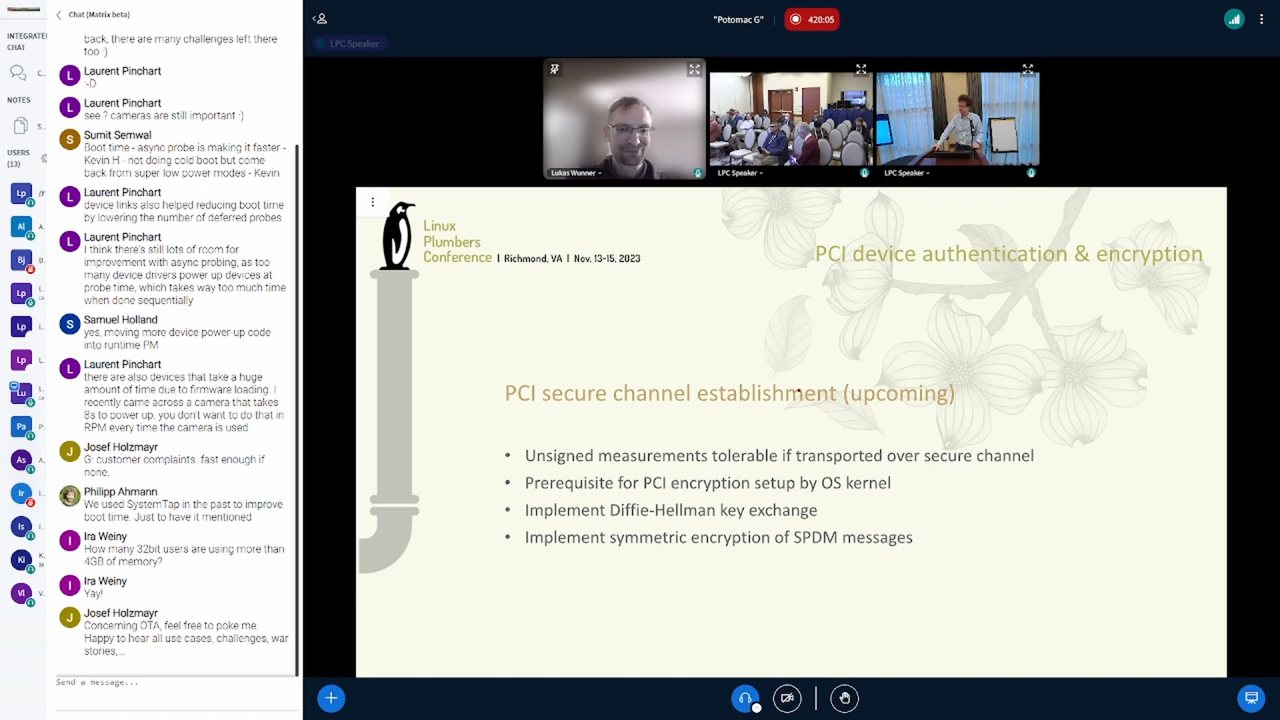 Chat (Matrix beta)
INTEGRATE
CHAT
C..
NOTES
S..
USERS
(13)
Lp
Al
Bj
Lp
Lp
Lp
Lu
Pa
As
Ir
Is
Ki
Vl
back, there are many challenges left there
too :)
L
Laurent Pinchart
:-D
L
Laurent Pinchart
see ? cameras are still important :)
S
Sumit Semwal
Boot time - async probe is making it faster -
Kevin H - not doing cold boot but come
back from super low power modes - Kevin
L
Laurent Pinchart
device links also helped reducing boot time
by lowering the number of deferred probes
L
Laurent Pinchart
I think there's still lots of room for
improvement with async probing, as too
many device drivers power up devices at
probe time, which takes way too much time
when done sequentially
S
Samuel Holland
yes, moving more device power-up code
into runtime PM
L
Laurent Pinchart
there are also devices that take a huge
amount of time due to firmware loading. I
recently came across a camera that takes
8s to power up. you don't want to do that in
RPM every time the camera is used
J
Josef Holzmayr
G: customer complaints. fast enough if
none.
Philipp Ahmann
We used SystemTap in the past to improve
boot time. Just to have it mentioned
I
Ira Weiny
How many 32bit users are using more than
4GB of memory?
I
Ira Weiny
Yay!
J
Josef Holzmayr
Concerning OTA, feel free to poke me.
Happy to hear all use cases, challenges, war
stories,...
Send a message...
"Potomac G"
420:05
LPC Speaker
Lukas Wunner
LPC Speaker
LPC Speaker
Linux
Plumbers
Conference | Richmond, VA | Nov. 13-15, 2023
PCI device authentication & encryption
PCI secure channel establishment (upcoming)
• Unsigned measurements tolerable if transported over secure channel
• Prerequisite for PCI encryption setup by OS kernel
• Implement Diffie-Hellman key exchange
• Implement symmetric encryption of SPDM messages